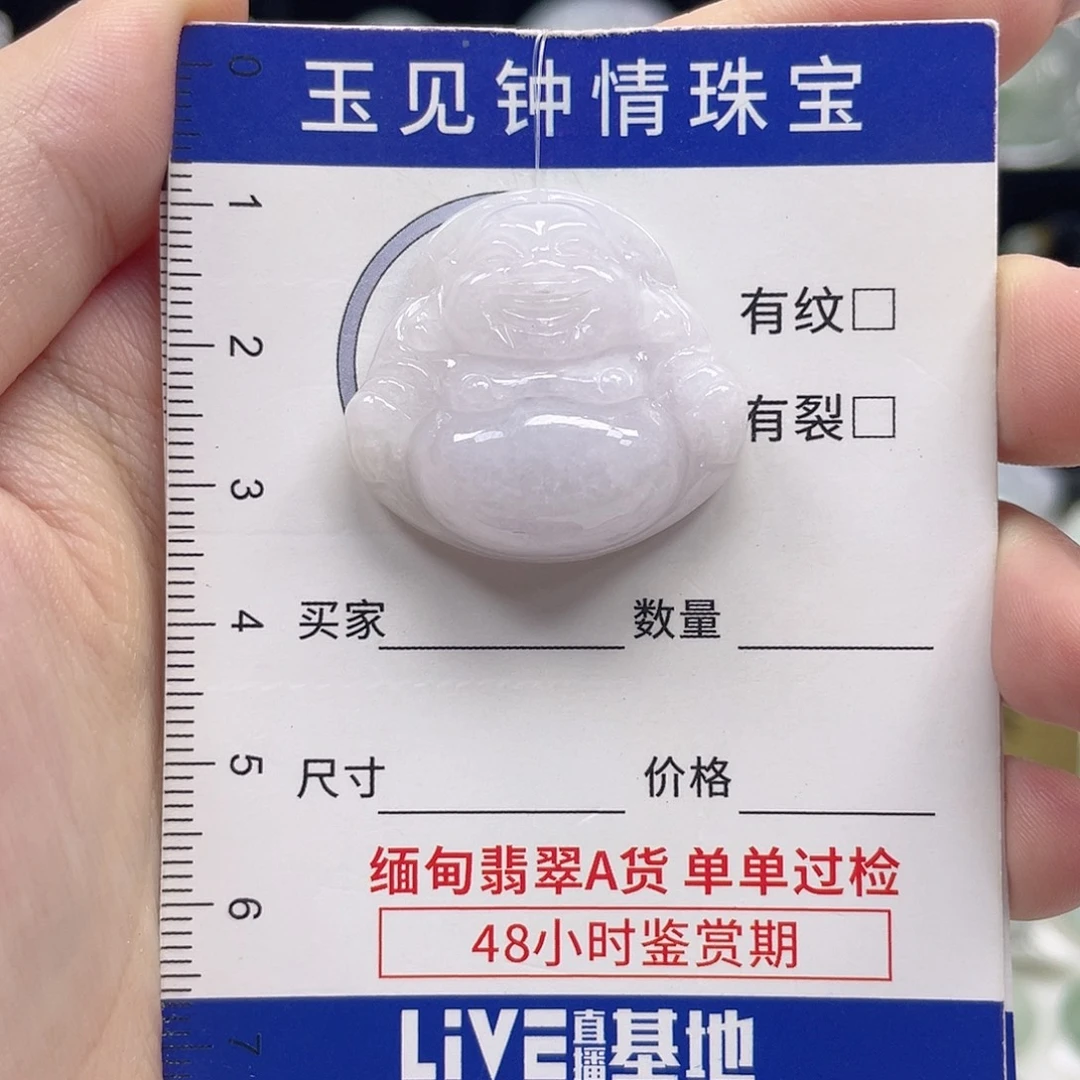 玉见钟情珠宝
0
1
2
3
4
5
6
7
有纹□
有裂□
买家 数量
尺寸 价格
缅甸翡翠A货 单单过检
48小时鉴赏期
LiVE直播基地